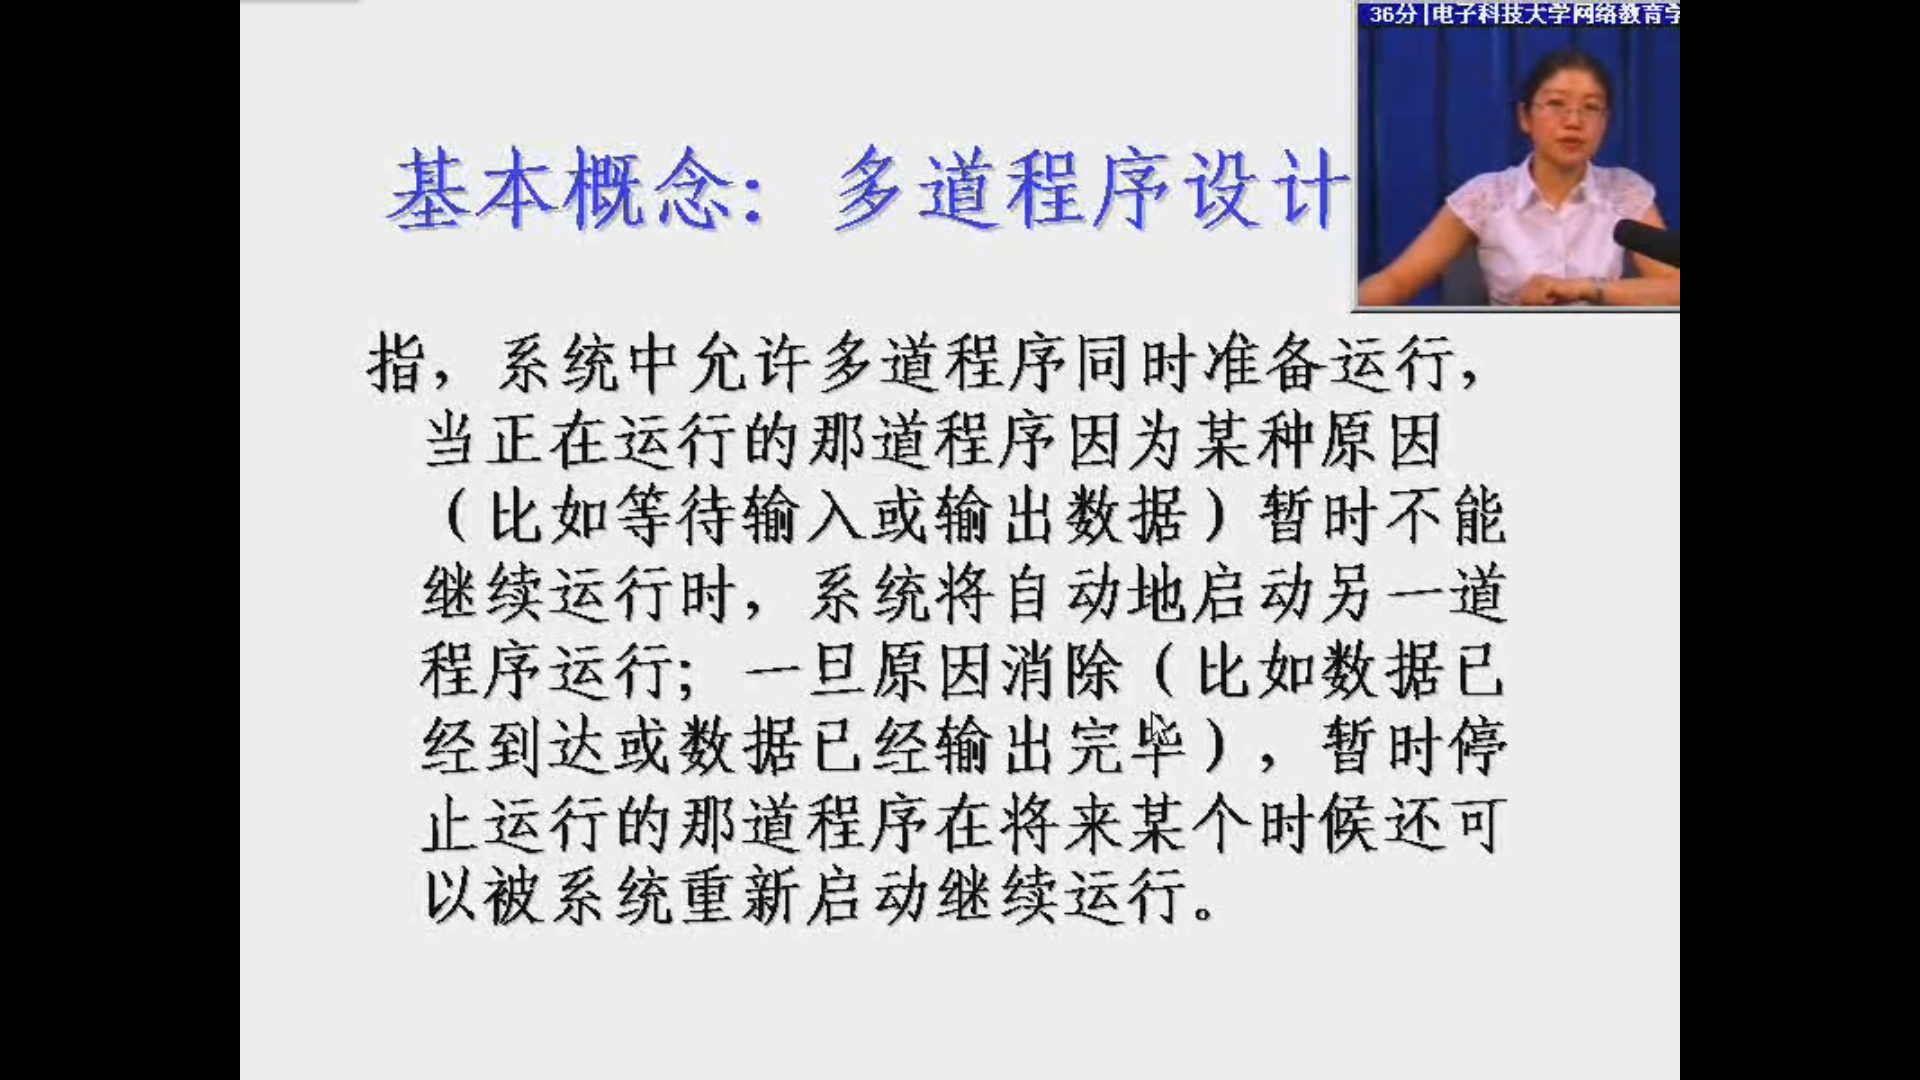 36分|电子科技大学网络教育学
基本概念：多道程序设计
指，系统中允许多道程序同时准备运行，
当正在运行的那道程序因为某种原因
（比如等待输入或输出数据）暂时不能
继续运行时，系统将自动地启动另一道
程序运行；一旦原因消除（比如数据已
经到达或数据已经输出完毕），暂时停
止运行的那道程序在将来某个时候还可
以被系统重新启动继续运行。